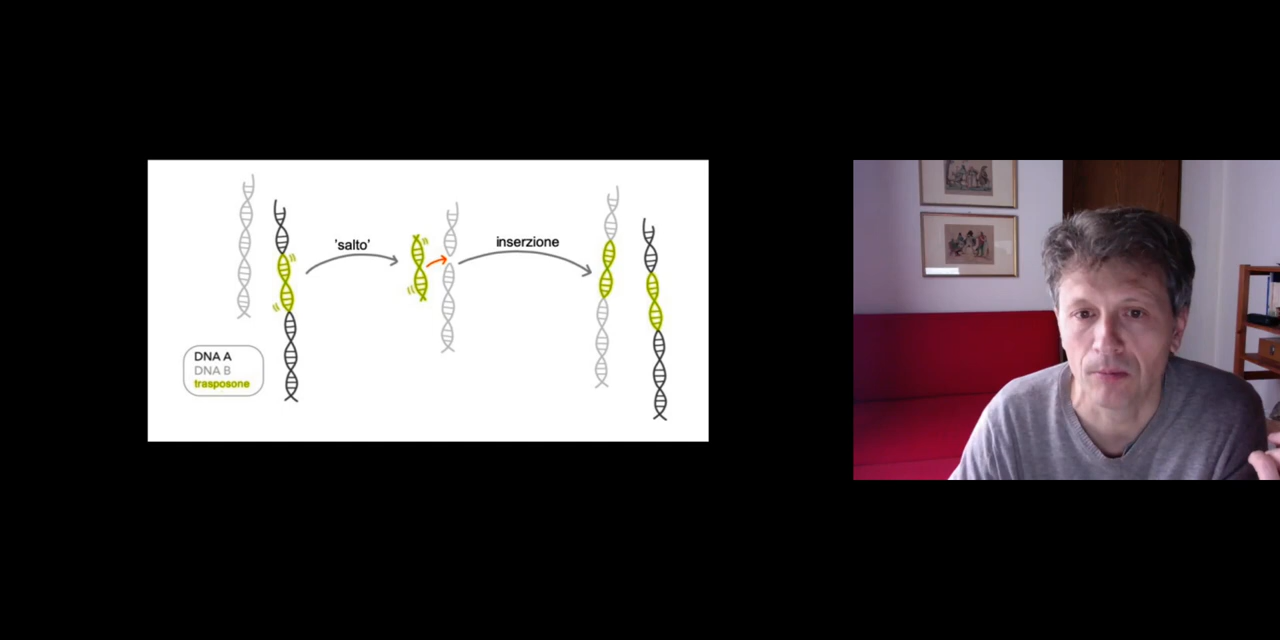 'salto'
inserzione
DNA A
DNA B
trasposone